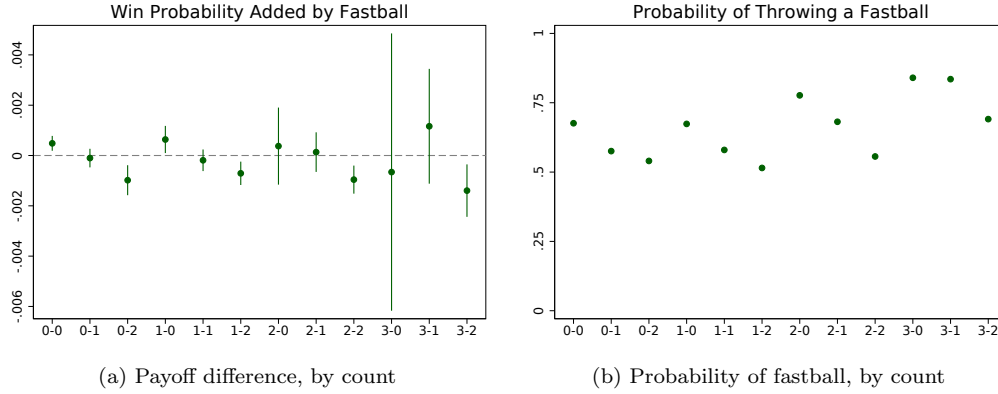 Win Probability Added by Fastball
.004
.002
0
-.002
-.004
-.006
0-0 0-1 0-2 1-0 1-1 1-2 2-0 2-1 2-2 3-0 3-1 3-2
(a) Payoff difference, by count
Probability of Throwing a Fastball
1
.75
.5
.25
0
0-0 0-1 0-2 1-0 1-1 1-2 2-0 2-1 2-2 3-0 3-1 3-2
(b) Probability of fastball, by count